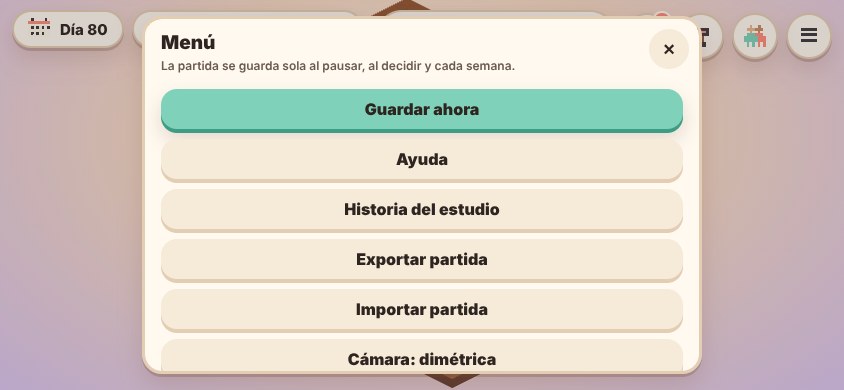 Día 80
Menú
La partida se guarda sola al pausar, al decidir y cada semana.
Guardar ahora
Ayuda
Historia del estudio
Exportar partida
Importar partida
Cámara: dimétrica